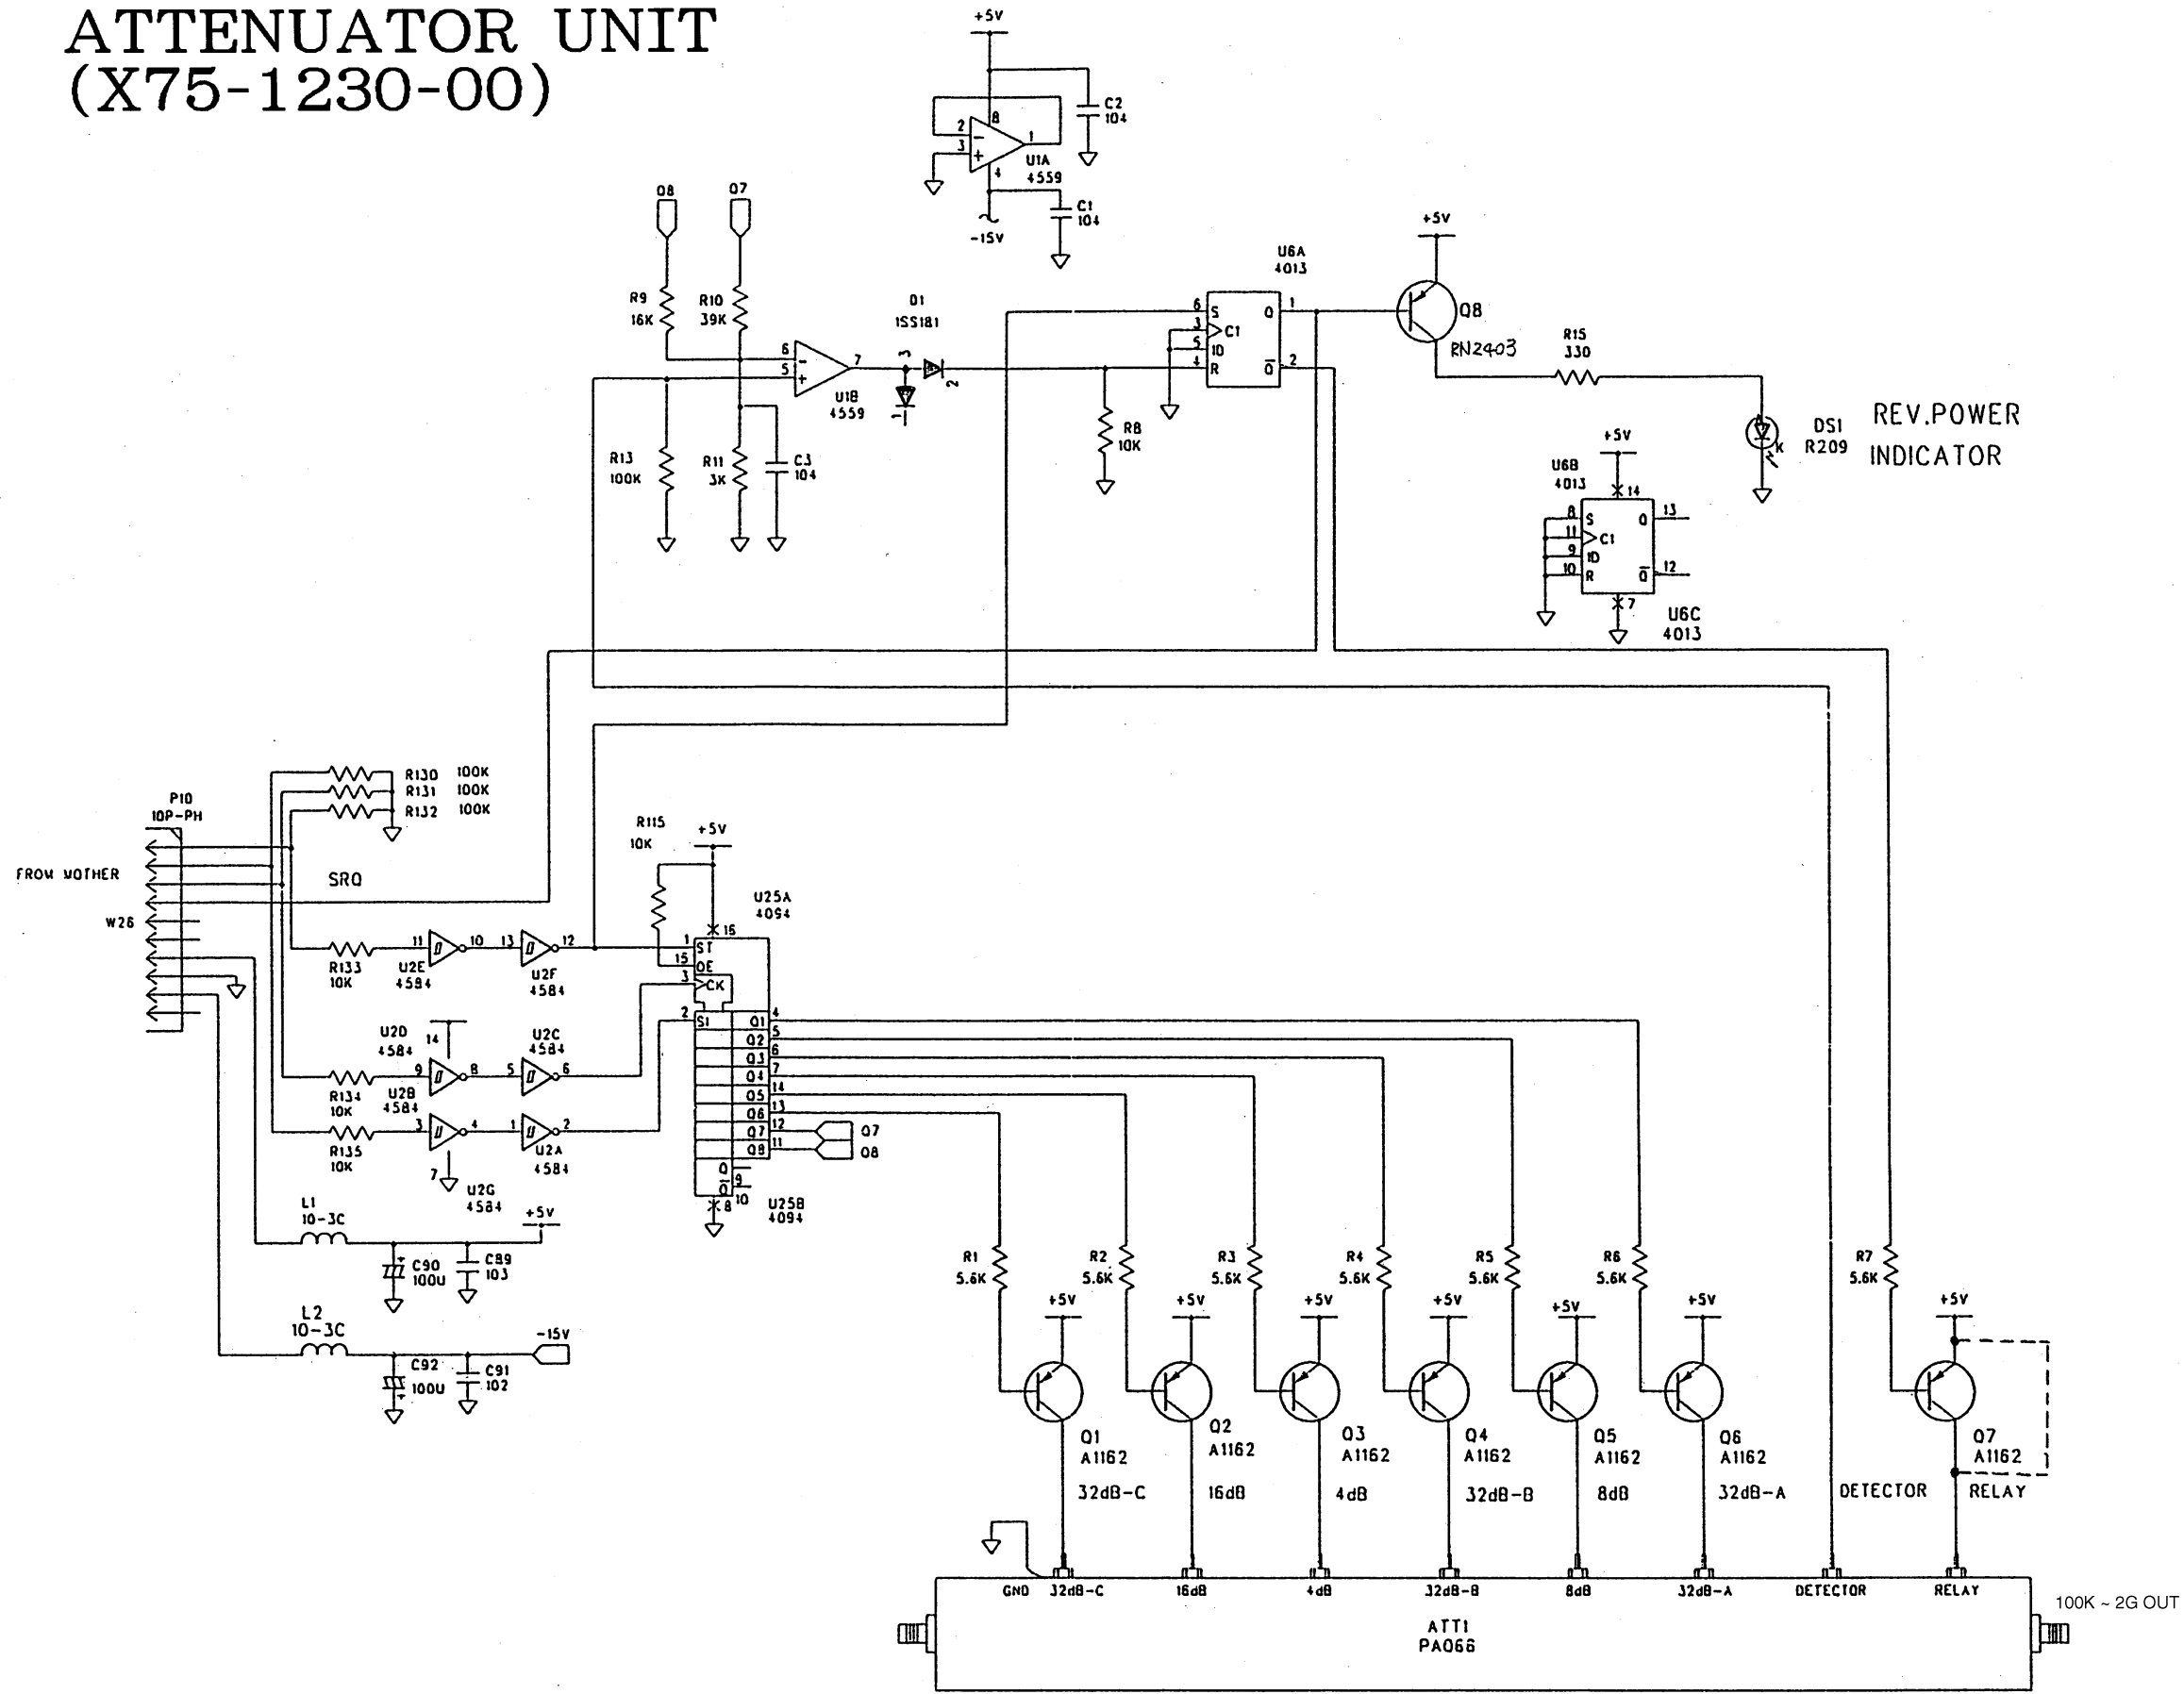 ATTENUATOR UNIT
(X75-1230-00)
+5V
C2
104
8
2
-
1
3
+
U1A
4559
4
C1
104
-15V
Q8
Q7
R9
16K
R10
39K
D1
1SS181
6
-
5
+
7
U1B
4559
3
2
1
R13
100K
R11
3K
C3
104
R8
10K
U6A
4013
6
S
Q
1
3
C1
5
1D
4
R
Q
2
+5V
Q8
RN2403
R15
330
DS1
R209
K
REV.POWER
INDICATOR
+5V
U6B
4013
14
8
S
Q
13
11
C1
9
1D
10
R
Q
12
7
U6C
4013
R130 100K
R131 100K
R132 100K
P10
10P-PH
FROM MOTHER
W26
SRQ
R115
10K
+5V
U25A
4094
16
1
ST
15
OE
3
CK
2
S1
R133
10K
11
10
U2E
4584
13
12
U2F
4584
U2D
4584
14
9
8
U2C
4584
5
6
R134
10K
U2B
4584
3
4
1
2
U2A
4584
R135
10K
7
U2G
4584
Q1
4
Q2
5
Q3
6
Q4
7
Q5
14
Q6
13
Q7
12
Q7
Q8
11
Q8
Q
9
Q
10
8
U25B
4094
L1
10-3C
+5V
+
C90
100U
C89
103
L2
10-3C
-15V
C92
100U
+
C91
102
R1
5.6K
R2
5.6K
R3
5.6K
R4
5.6K
R5
5.6K
R6
5.6K
R7
5.6K
+5V
+5V
+5V
+5V
+5V
+5V
+5V
Q1
A1162
Q2
A1162
Q3
A1162
Q4
A1162
Q5
A1162
Q6
A1162
Q7
A1162
32dB-C
16dB
4dB
32dB-B
8dB
32dB-A
DETECTOR
RELAY
GND 32dB-C 16dB 4dB 32dB-B 8dB 32dB-A DETECTOR RELAY
ATT1
PA066
100K ~ 2G OUT